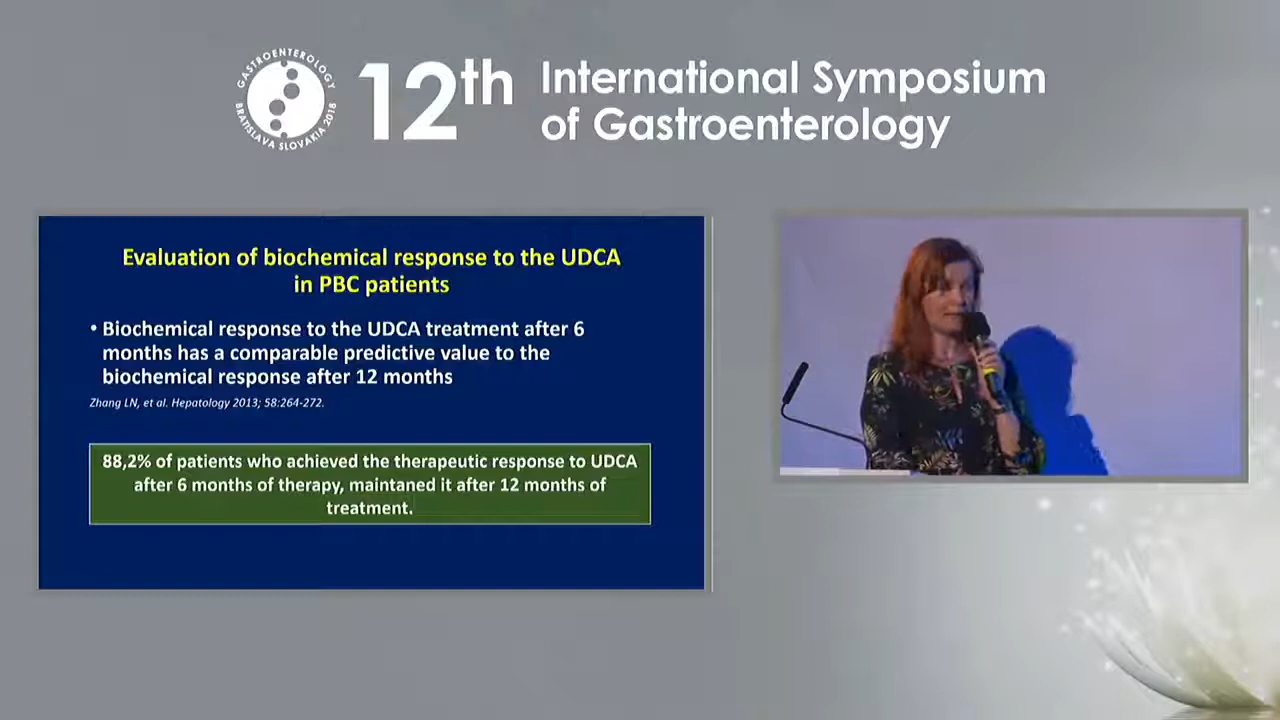 GASTROENTEROLOGY
BRATISLAVA SLOVAKIA 2018
12th
International Symposium
of Gastroenterology
Evaluation of biochemical response to the UDCA
in PBC patients
• Biochemical response to the UDCA treatment after 6
months has a comparable predictive value to the
biochemical response after 12 months
Zhang LN, et al. Hepatology 2013; 58:264-272.
88,2% of patients who achieved the therapeutic response to UDCA
after 6 months of therapy, maintaned it after 12 months of
treatment.